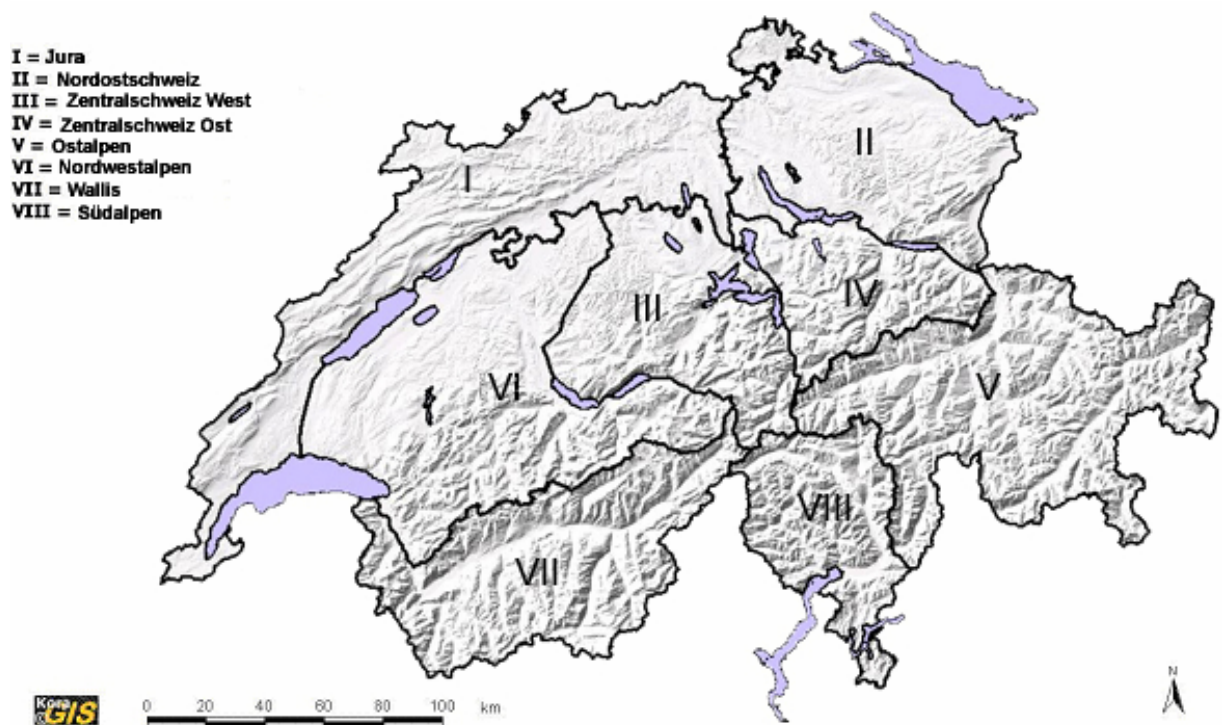 I = Jura
II = Nordostschweiz
III = Zentralschweiz West
IV = Zentralschweiz Ost
V = Ostalpen
VI = Nordwestalpen
VII = Wallis
VIII = Südalpen
I
II
III
IV
V
VI
VII
VIII
N
Kora
GIS
0 20 40 60 80 100 km